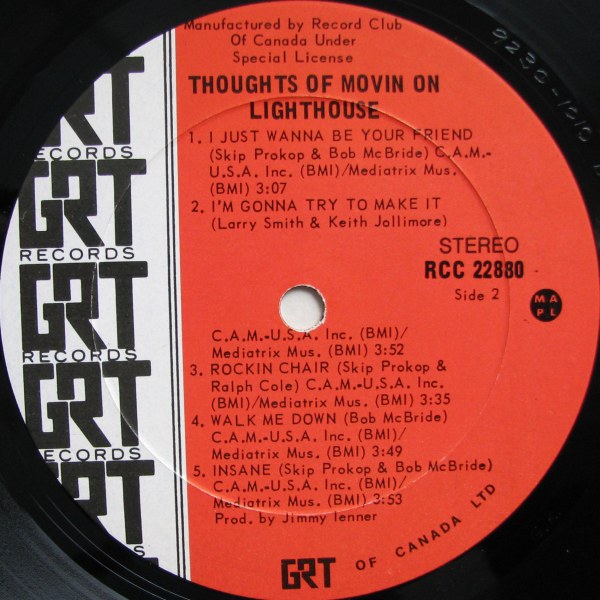 Manufactured by Record Club
Of Canada Under
Special License
THOUGHTS OF MOVIN ON
LIGHTHOUSE
1. I JUST WANNA BE YOUR FRIEND
(Skip Prokop & Bob McBride) C.A.M.-
U.S.A. Inc. (BMI)/Mediatrix Mus.
(BMI) 3:07
2. I'M GONNA TRY TO MAKE IT
(Larry Smith & Keith Jollimore)
STEREO
RCC 22880
Side 2
MAPL
C.A.M.-U.S.A. Inc. (BMI)/
Mediatrix Mus. (BMI) 3:52
3. ROCKIN CHAIR (Skip Prokop &
Ralph Cole) C.A.M.-U.S.A. Inc.
(BMI)/Mediatrix Mus. (BMI) 3:35
4. WALK ME DOWN (Bob McBride)
C.A.M.-U.S.A. Inc. (BMI)/
Mediatrix Mus. (BMI) 3:49
5. INSANE (Skip Prokop & Bob McBride)
C.A.M.-U.S.A. Inc. (BMI)/
Mediatrix Mus. (BMI) 3:53
Prod. by Jimmy Ienner
GRT OF CANADA LTD
GRT
ECORDS
GRT
RECORDS
GRT
RECORDS
GRT
ECORDS
GRT
S